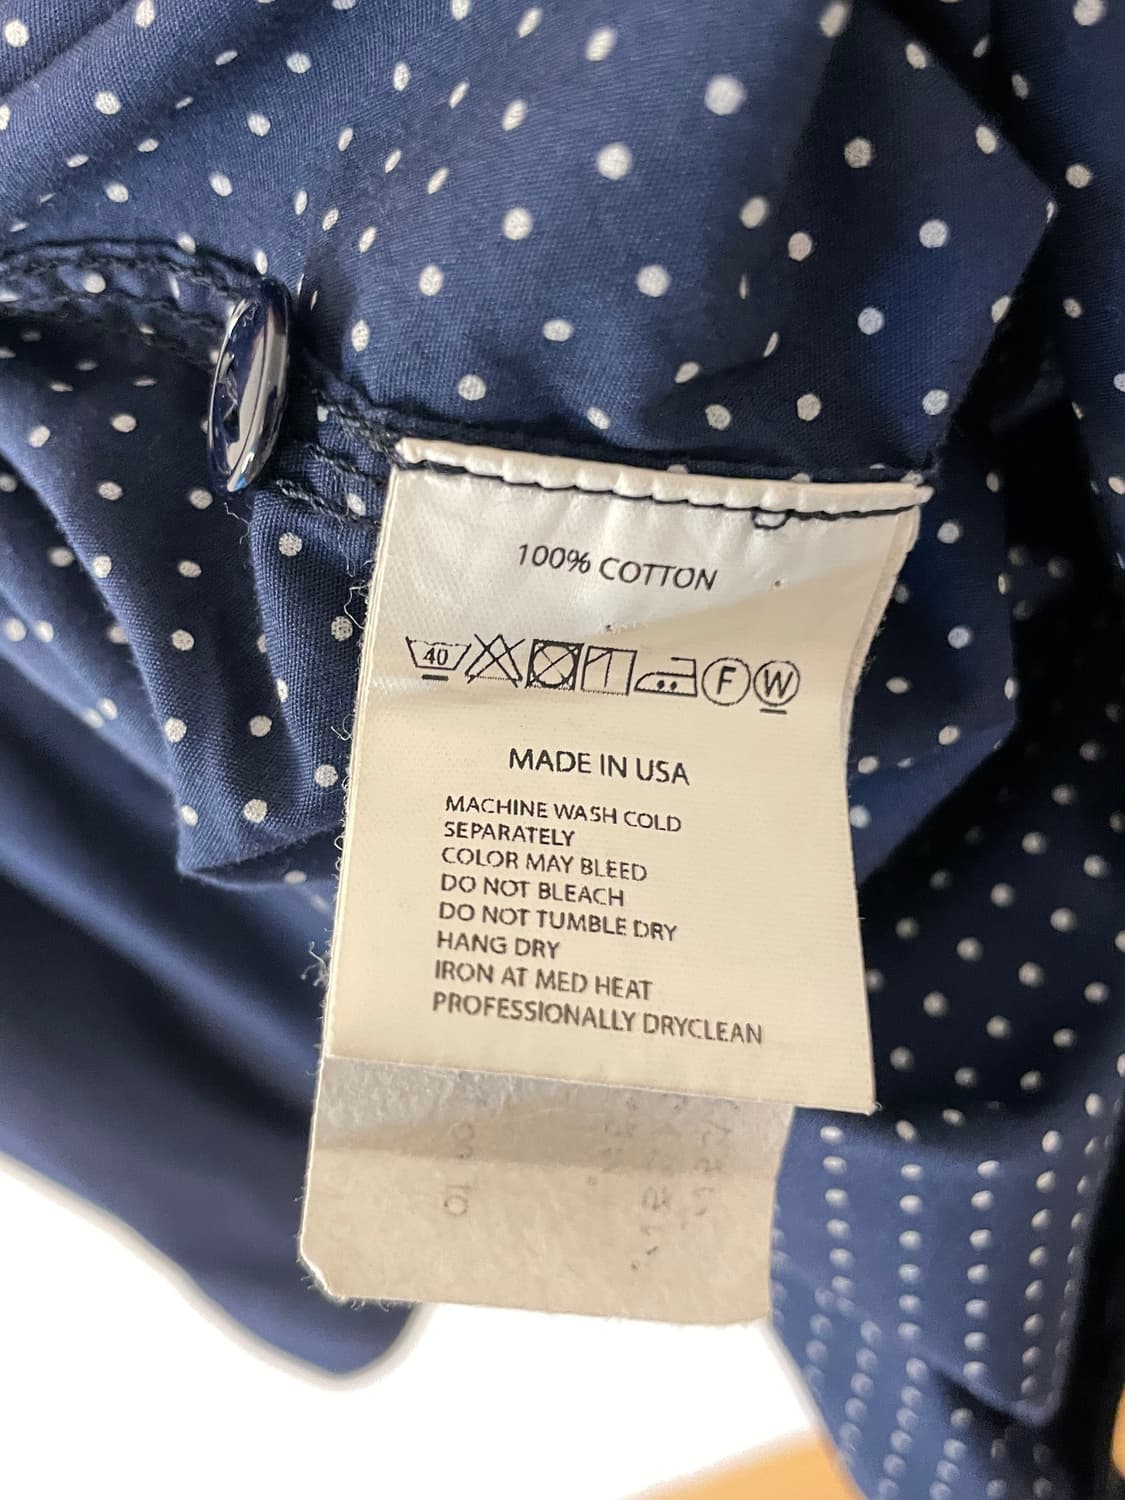 100% COTTON
40 F W
MADE IN USA
MACHINE WASH COLD
SEPARATELY
COLOR MAY BLEED
DO NOT BLEACH
DO NOT TUMBLE DRY
HANG DRY
IRON AT MED HEAT
PROFESSIONALLY DRYCLEAN